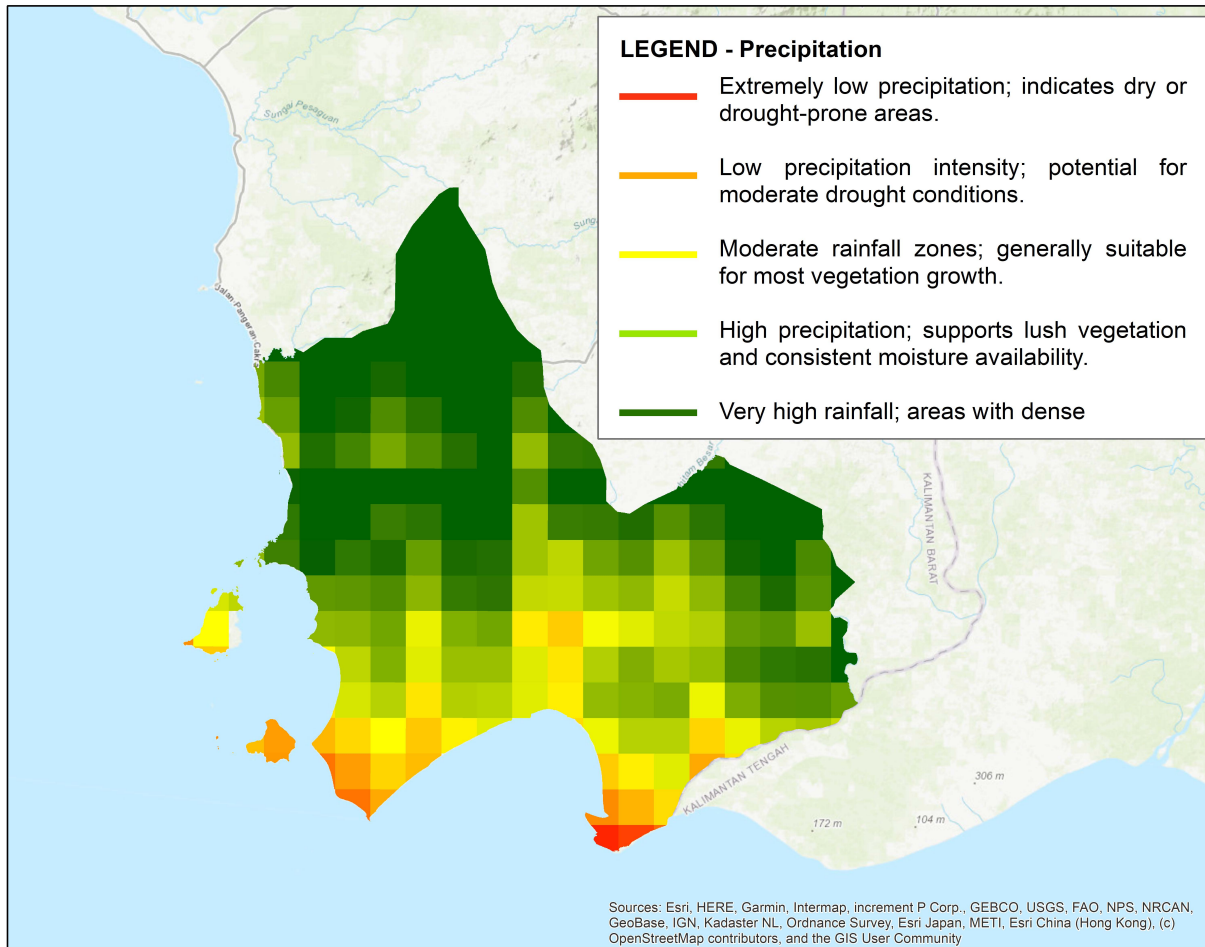 LEGEND - Precipitation
Extremely low precipitation; indicates dry or
drought-prone areas.
Low precipitation intensity; potential for
moderate drought conditions.
Moderate rainfall zones; generally suitable
for most vegetation growth.
High precipitation; supports lush vegetation
and consistent moisture availability.
Very high rainfall; areas with dense
Sungai Pesaguan
Sung
Jalan-Pangeran-Cakr
itam Besar
KALIMANTAN BARAT
KALIMANTAN TENGAH
306 m
172 m
104 m
Sources: Esri, HERE, Garmin, Intermap, increment P Corp., GEBCO, USGS, FAO, NPS, NRCAN,
GeoBase, IGN, Kadaster NL, Ordnance Survey, Esri Japan, METI, Esri China (Hong Kong), (c)
OpenStreetMap contributors, and the GIS User Community